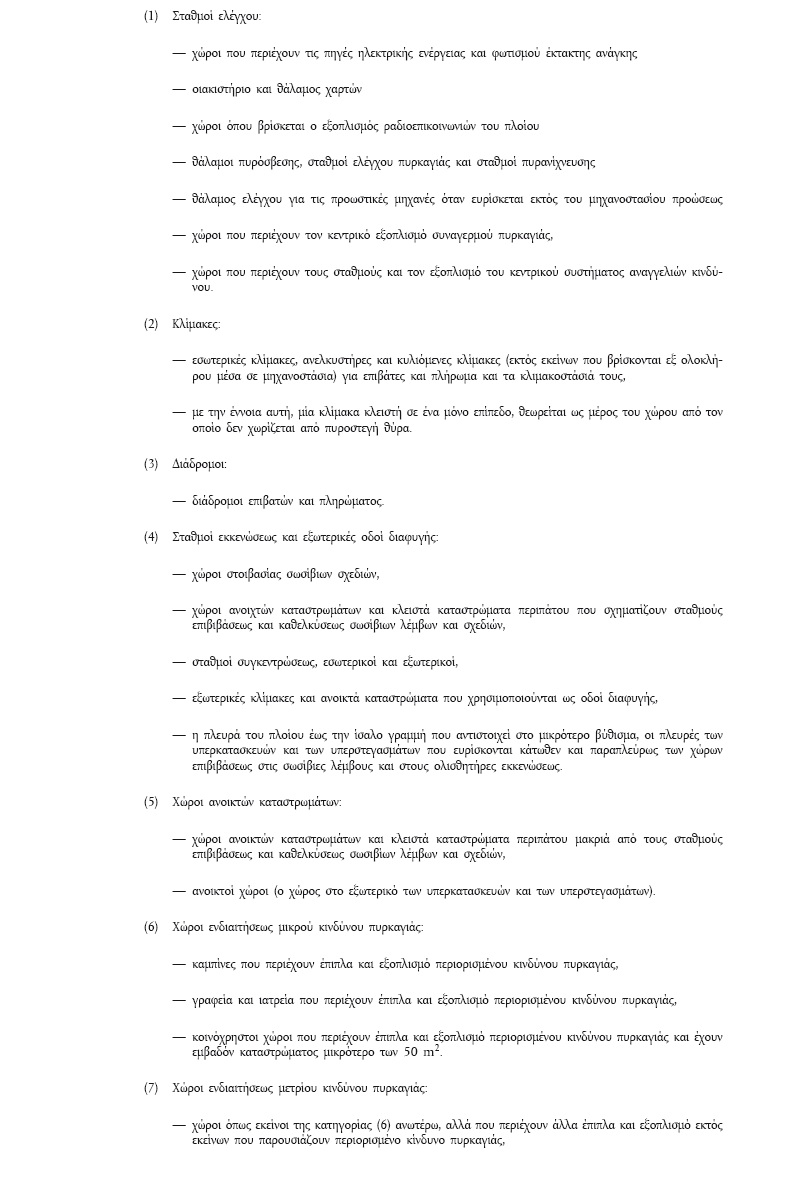 (1) Σταθμοί ελέγχου:
— χώροι που περιέχουν τις πηγές ηλεκτρικής ενέργειας και φωτισμού έκτακτης ανάγκης
— οιακιστήριο και θάλαμος χαρτών
— χώροι όπου βρίσκεται ο εξοπλισμός ραδιοεπικοινωνιών του πλοίου
— θάλαμοι πυρόσβεσης, σταθμοί ελέγχου πυρκαγιάς και σταθμοί πυρανίχνευσης
— θάλαμος ελέγχου για τις προωστικές μηχανές όταν ευρίσκεται εκτός του μηχανοστασίου προώσεως
— χώροι που περιέχουν τον κεντρικό εξοπλισμό συναγερμού πυρκαγιάς,
— χώροι που περιέχουν τους σταθμούς και τον εξοπλισμό του κεντρικού συστήματος αναγγελιών κινδύ-
νου.
(2) Κλίμακες:
— εσωτερικές κλίμακες, ανελκυστήρες και κυλιόμενες κλίμακες (εκτός εκείνων που βρίσκονται εξ ολοκλή-
ρου μέσα σε μηχανοστάσια) για επιβάτες και πλήρωμα και τα κλιμακοστάσιά τους,
— με την έννοια αυτή, μία κλίμακα κλειστή σε ένα μόνο επίπεδο, θεωρείται ως μέρος του χώρου από τον
οποίο δεν χωρίζεται από πυροστεγή θύρα.
(3) Διάδρομοι:
— διάδρομοι επιβατών και πληρώματος.
(4) Σταθμοί εκκενώσεως και εξωτερικές οδοί διαφυγής:
— χώροι στοιβασίας σωσίβιων σχεδιών,
— χώροι ανοιχτών καταστρωμάτων και κλειστά καταστρώματα περιπάτου που σχηματίζουν σταθμούς
επιβιβάσεως και καθελκύσεως σωσίβιων λέμβων και σχεδιών,
— σταθμοί συγκεντρώσεως, εσωτερικοί και εξωτερικοί,
— εξωτερικές κλίμακες και ανοικτά καταστρώματα που χρησιμοποιούνται ως οδοί διαφυγής,
— η πλευρά του πλοίου έως την ίσαλο γραμμή που αντιστοιχεί στο μικρότερο βύθισμα, οι πλευρές των
υπερκατασκευών και των υπερστεγασμάτων που ευρίσκονται κάτωθεν και παραπλεύρως των χώρων
επιβιβάσεως στις σωσίβιες λέμβους και στους ολισθητήρες εκκενώσεως.
(5) Χώροι ανοικτών καταστρωμάτων:
— χώροι ανοικτών καταστρωμάτων και κλειστά καταστρώματα περιπάτου μακριά από τους σταθμούς
επιβιβάσεως και καθελκύσεως σωσιβίων λέμβων και σχεδιών,
— ανοικτοί χώροι (ο χώρος στο εξωτερικό των υπερκατασκευών και των υπερστεγασμάτων).
(6) Χώροι ενδιαιτήσεως μικρού κινδύνου πυρκαγιάς:
— καμπίνες που περιέχουν έπιπλα και εξοπλισμό περιορισμένου κινδύνου πυρκαγιάς,
— γραφεία και ιατρεία που περιέχουν έπιπλα και εξοπλισμό περιορισμένου κινδύνου πυρκαγιάς,
— κοινόχρηστοι χώροι που περιέχουν έπιπλα και εξοπλισμό περιορισμένου κινδύνου πυρκαγιάς και έχουν
εμβαδόν καταστρώματος μικρότερο των 50 m².
(7) Χώροι ενδιαιτήσεως μετρίου κινδύνου πυρκαγιάς:
— χώροι όπως εκείνοι της κατηγορίας (6) ανωτέρω, αλλά που περιέχουν άλλα έπιπλα και εξοπλισμό εκτός
εκείνων που παρουσιάζουν περιορισμένο κίνδυνο πυρκαγιάς,